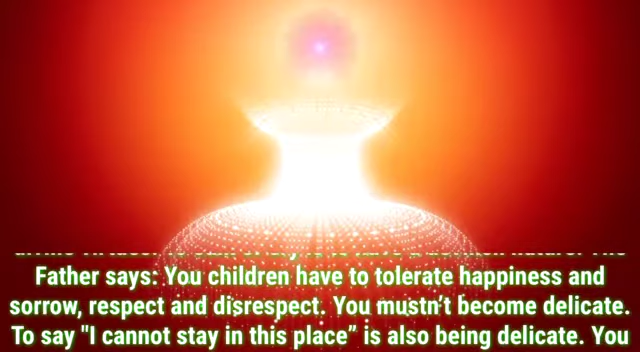 Father says: You children have to tolerate happiness and
sorrow, respect and disrespect. You mustn’t become delicate.
To say "I cannot stay in this place” is also being delicate. You